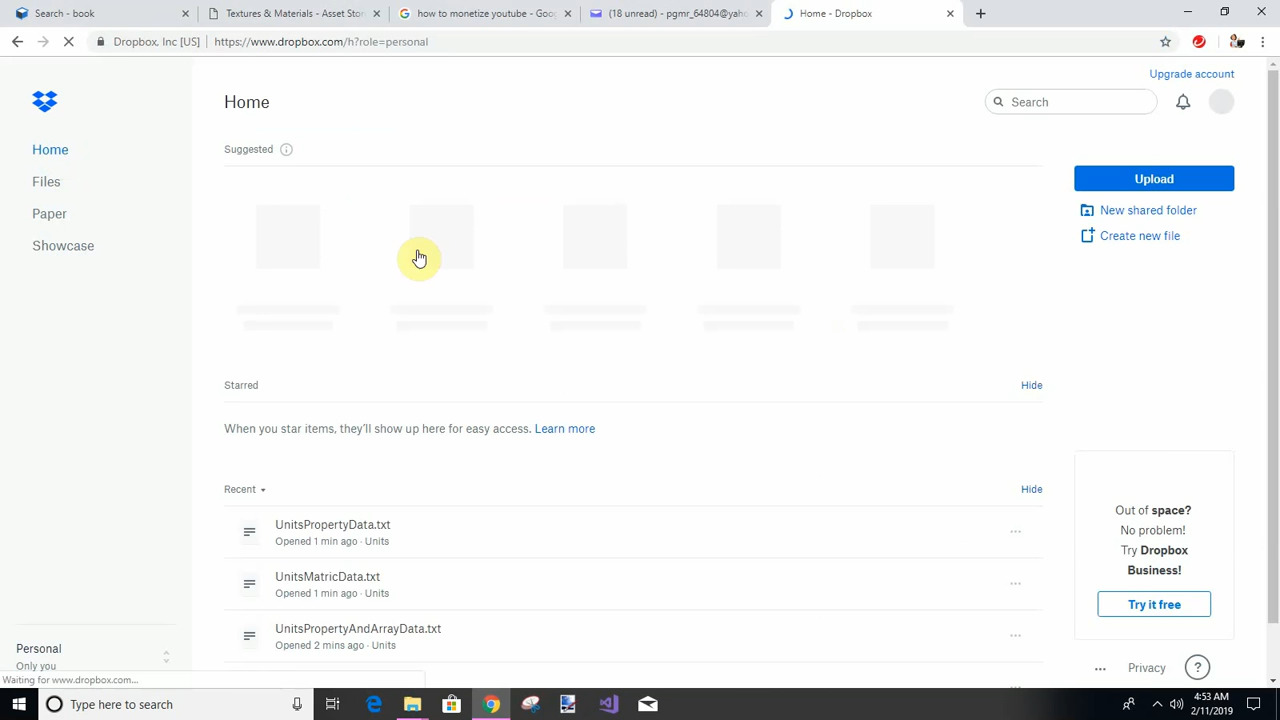 Search - book
Textures & Materials - Asset Stor
how to monetize youtube - Goog
(18 unread) - pgmr_64804@yaho
Home - Dropbox
Dropbox, Inc [US]
https://www.dropbox.com/h?role=personal
Upgrade account
Home
Search
Home
Suggested
Files
Upload
Paper
New shared folder
Create new file
Showcase
Starred
Hide
When you star items, they'll show up here for easy access. Learn more
Recent
Hide
UnitsPropertyData.txt
Opened 1 min ago · Units
UnitsMatricData.txt
Opened 1 min ago · Units
UnitsPropertyAndArrayData.txt
Opened 2 mins ago · Units
Out of space?
No problem!
Try Dropbox
Business!
Try it free
Personal
Only you
Privacy
?
Waiting for www.dropbox.com...
Type here to search
4:53 AM
2/11/2019